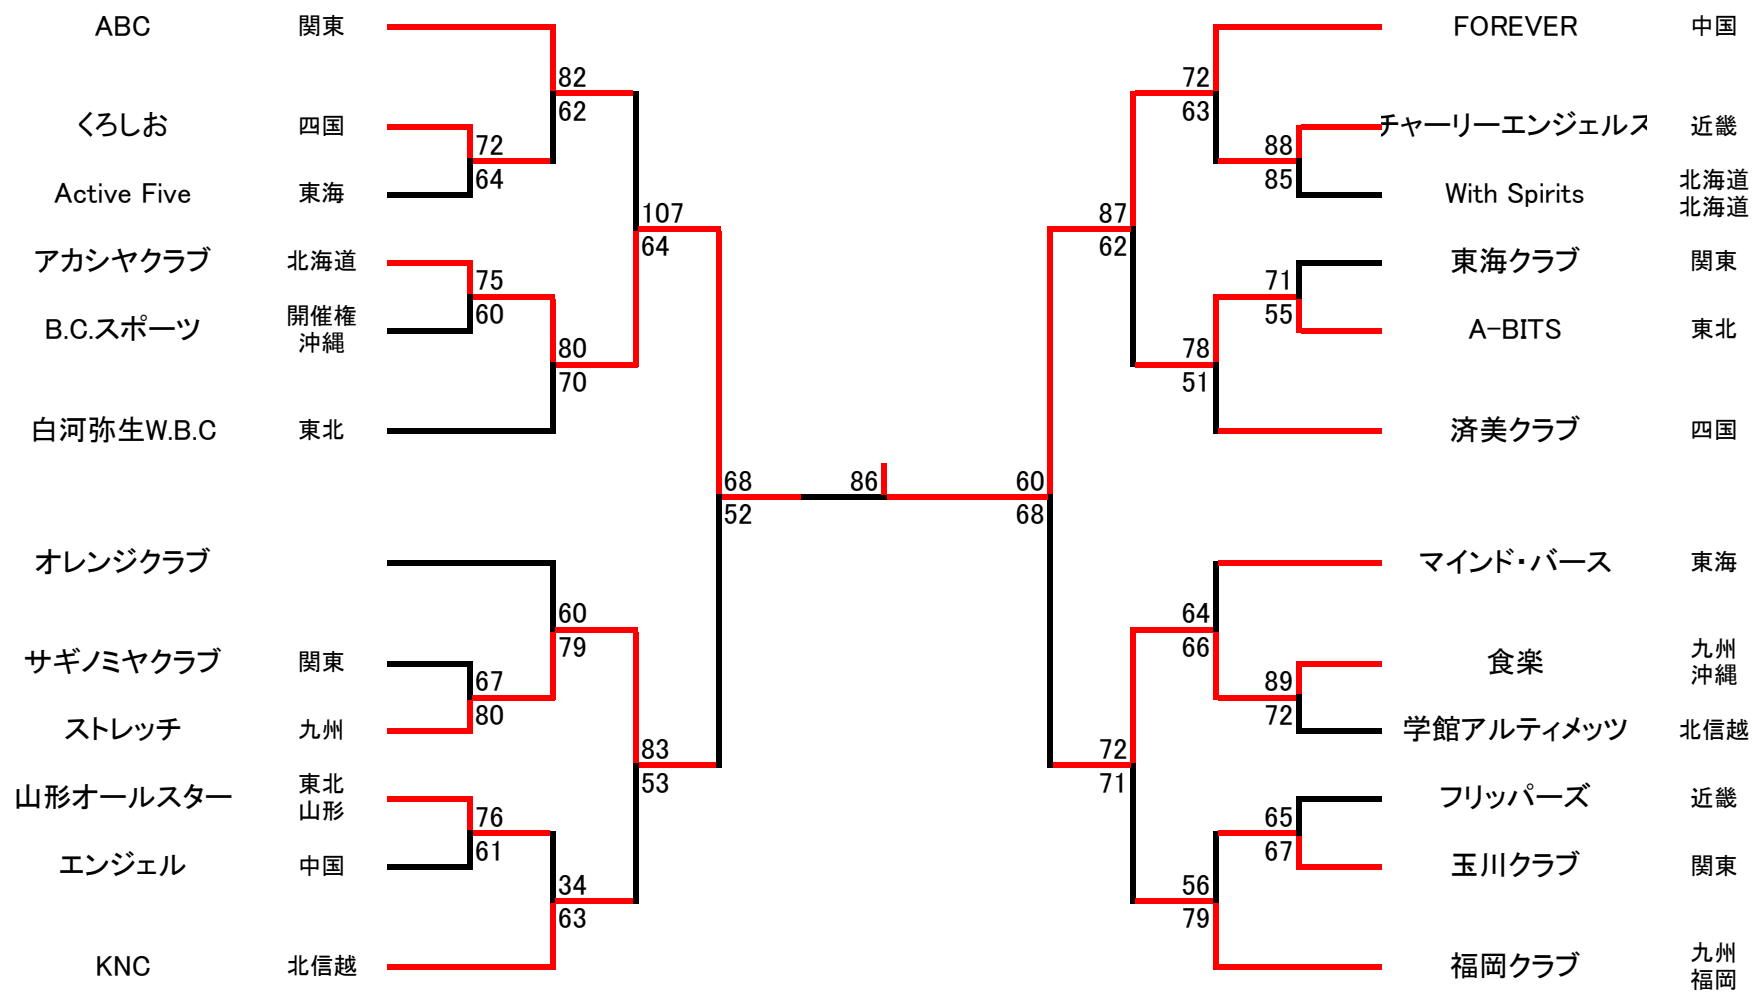 ABC 関東
82
62
くろしお 四国
72
64
Active Five 東海
107
64
アカシヤクラブ 北海道
75
60
B.C.スポーツ 開催権
沖縄
80
70
白河弥生W.B.C 東北
68
52
オレンジクラブ
60
79
サギノミヤクラブ 関東
67
80
ストレッチ 九州
83
53
山形オールスター 東北
山形
76
61
エンジェル 中国
34
63
KNC 北信越
86
FOREVER 中国
72
63
チャーリーエンジェルス 近畿
88
85
With Spirits 北海道
北海道
87
62
東海クラブ 関東
71
55
A-BITS 東北
78
51
済美クラブ 四国
60
68
マインド・バース 東海
64
66
食楽 九州
沖縄
89
72
学館アルティメッツ 北信越
72
71
フリッパーズ 近畿
65
67
玉川クラブ 関東
56
79
福岡クラブ 九州
福岡